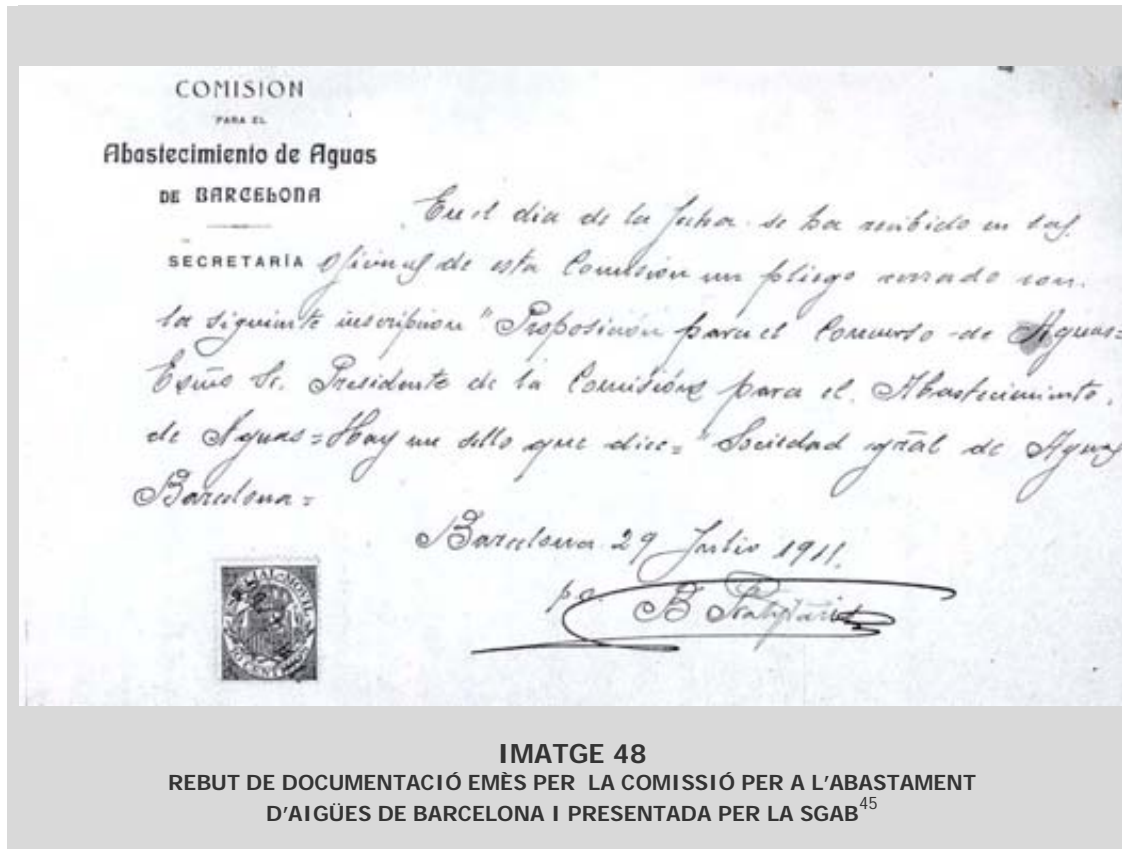 COMISION
PARA EL
Abastecimiento de Aguas
DE BARCELONA
SECRETARÍA
En el dia de la fecha se ha recibido en las
oficinas de esta Comision un pliego cerrado con
la siguiente inscripcion "Proposición para el Concurso de Aguas=
Exmo Sr. Presidente de la Comisión para el Abastecimiento
de Aguas=Hay un sello que dice="Sociedad gral de Aguas
Barcelona=
Barcelona 29 Julio 1911.
B
MOVIL
IMATGE 48
REBUT DE DOCUMENTACIÓ EMÈS PER LA COMISSIÓ PER A L'ABASTAMENT
D'AIGÜES DE BARCELONA I PRESENTADA PER LA SGAB45